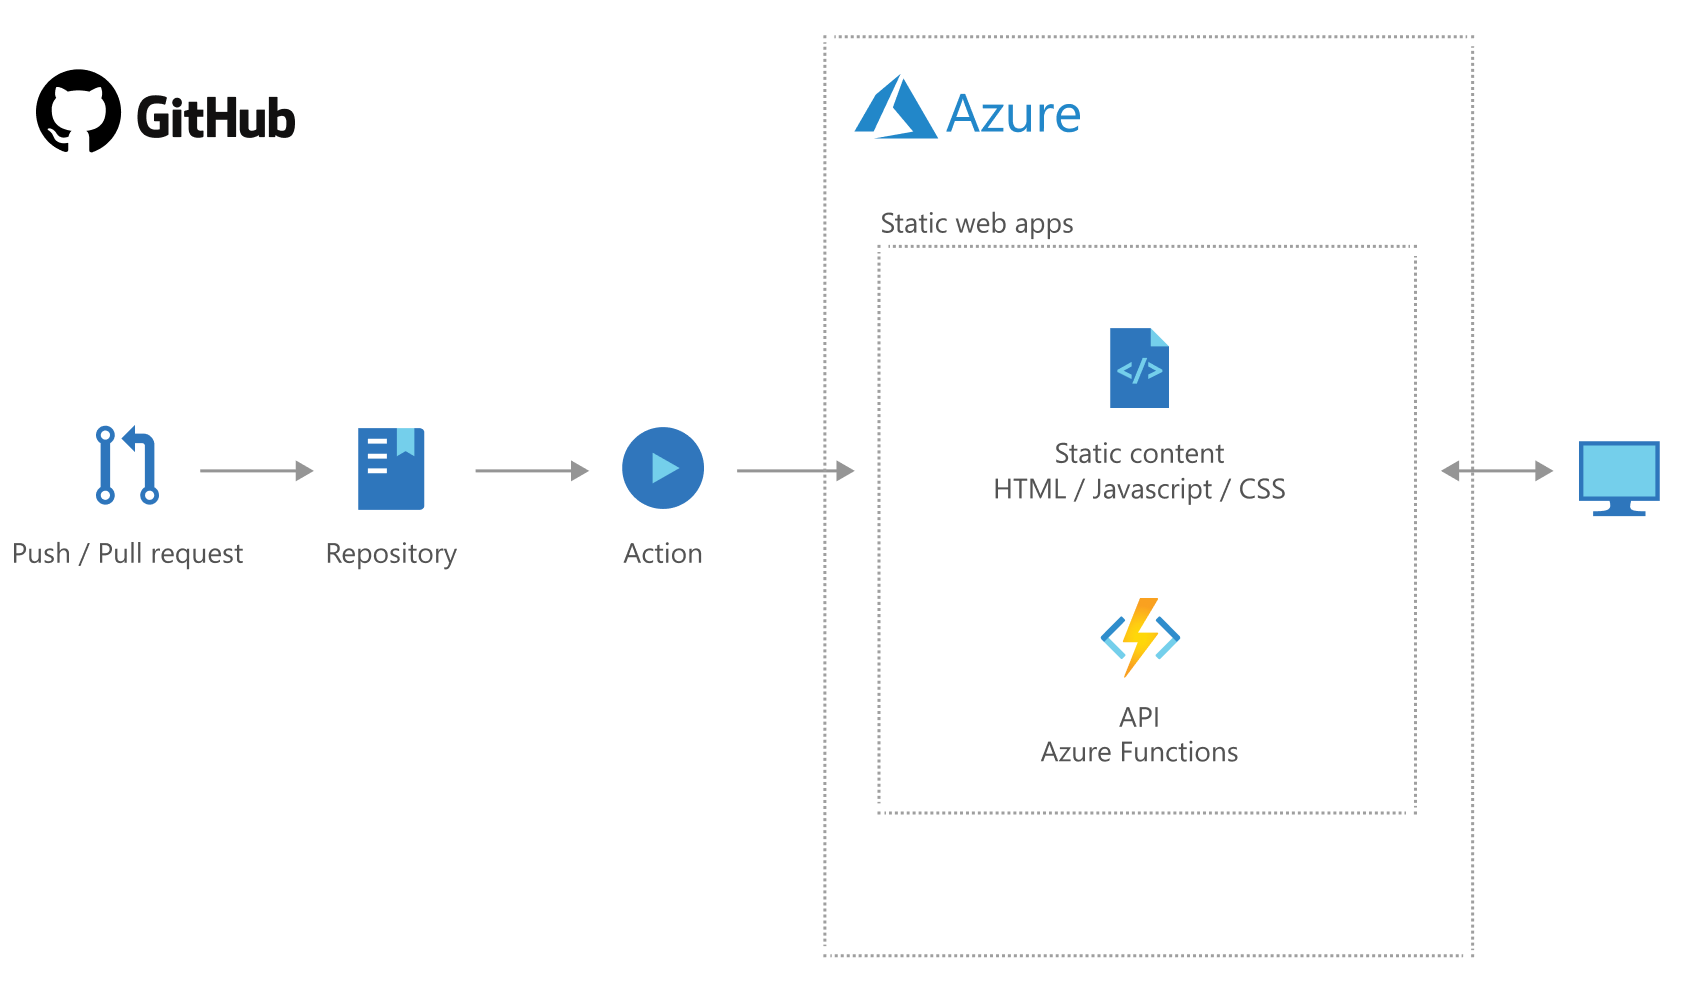 GitHub
Azure
Static web apps
Static content
HTML / Javascript / CSS
Push / Pull request
Repository
Action
API
Azure Functions